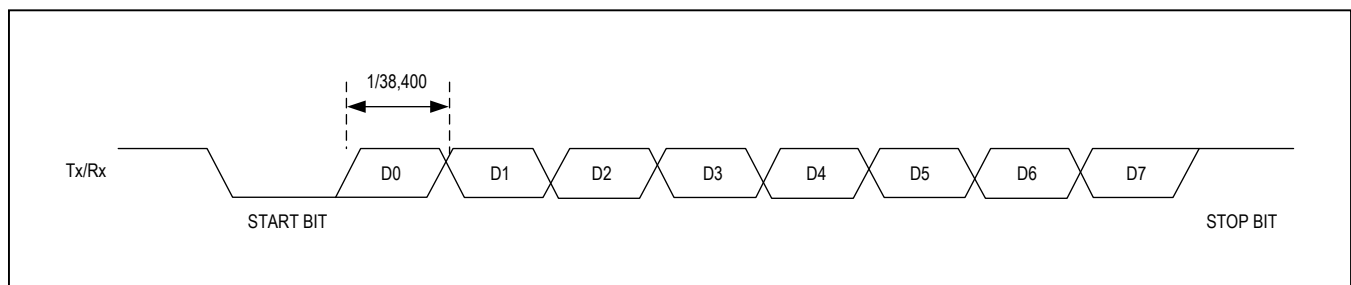 1/38,400
Tx/Rx
D0 D1 D2 D3 D4 D5 D6 D7
START BIT STOP BIT